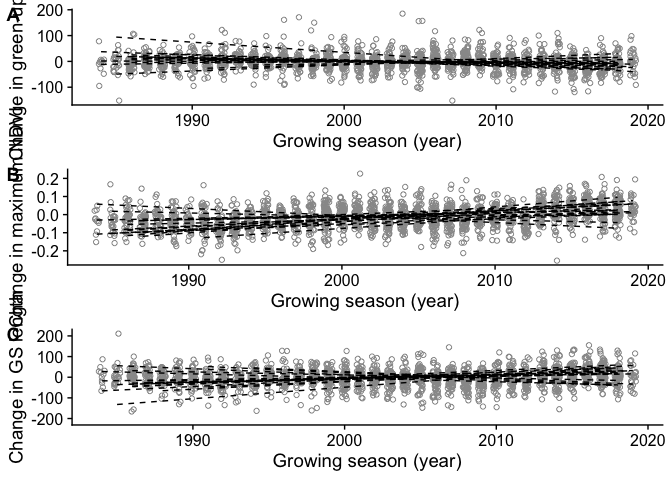 A
200
100
0
-100
1990
2000
2010
2020
Growing season (year)
Change in green-up
B
0.2
0.1
0.0
-0.1
-0.2
1990
2000
2010
2020
Growing season (year)
Change in maximum NDVI
C
200
100
0
-100
-200
1990
2000
2010
2020
Growing season (year)
Change in GS length